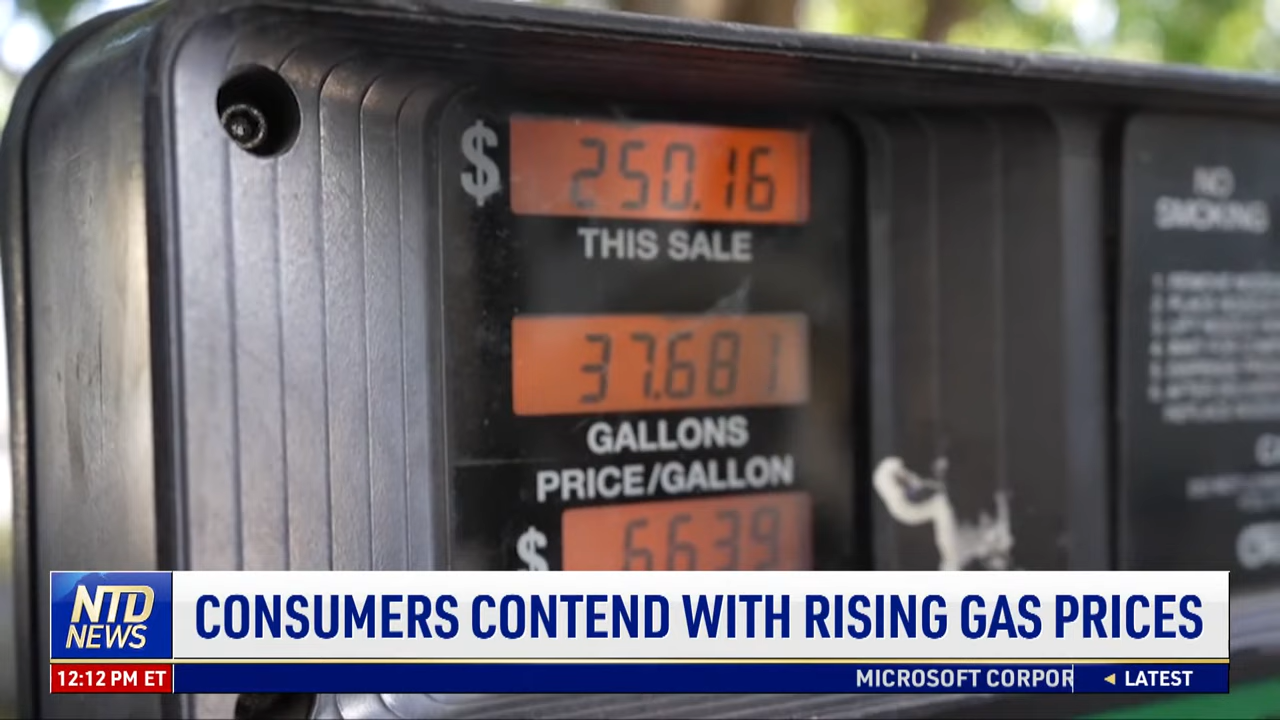 $ 250.16
THIS SALE
37.681
GALLONS
PRICE/GALLON
$ 6.639
NO
SMOKING
NTD
NEWS
CONSUMERS CONTEND WITH RISING GAS PRICES
12:12 PM ET
MICROSOFT CORPOR
LATEST